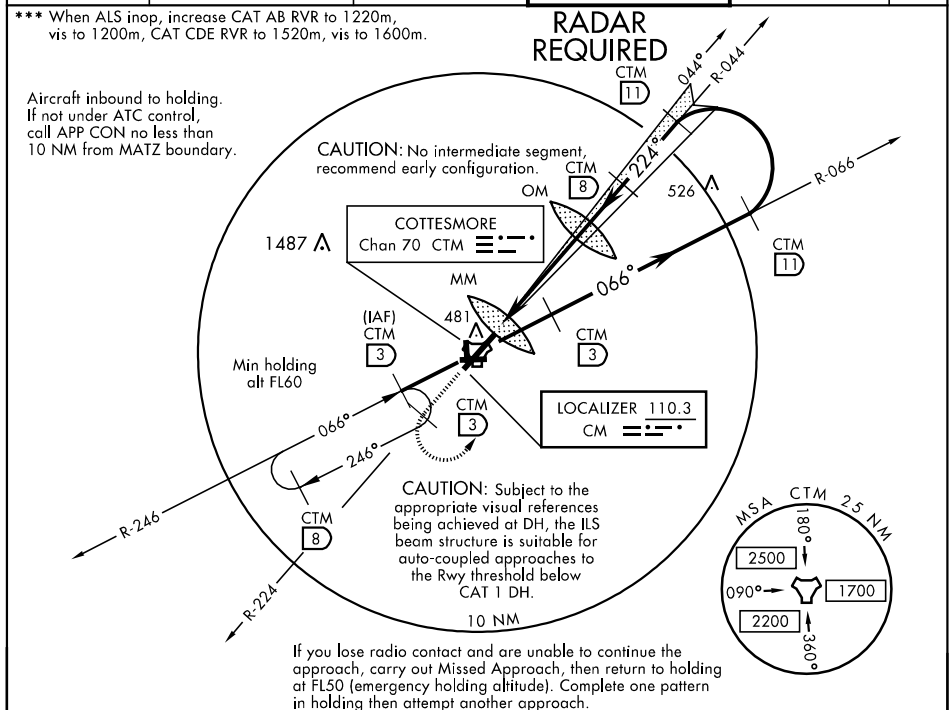 *** When ALS inop, increase CAT AB RVR to 1220m,
vis to 1200m, CAT CDE RVR to 1520m, vis to 1600m.
RADAR
REQUIRED
CTM
11
044°
R-044
Aircraft inbound to holding.
If not under ATC control,
call APP CON no less than
10 NM from MATZ boundary.
CAUTION: No intermediate segment,
recommend early configuration.
CTM
8
224°
526
R-066
OM
COTTESMORE
Chan 70 CTM
1487
CTM
11
066°
MM
481
(IAF)
CTM
3
CTM
3
Min holding
alt FL60
LOCALIZER 110.3
CM
CTM
3
066°
246°
CTM
8
R-246
R-224
CAUTION: Subject to the
appropriate visual references
being achieved at DH, the ILS
beam structure is suitable for
auto-coupled approaches to
the Rwy threshold below
CAT 1 DH.
10 NM
MSA CTM 25 NM
180°
2500
090°
1700
2200
360°
If you lose radio contact and are unable to continue the
approach, carry out Missed Approach, then return to holding
at FL50 (emergency holding altitude). Complete one pattern
in holding then attempt another approach.